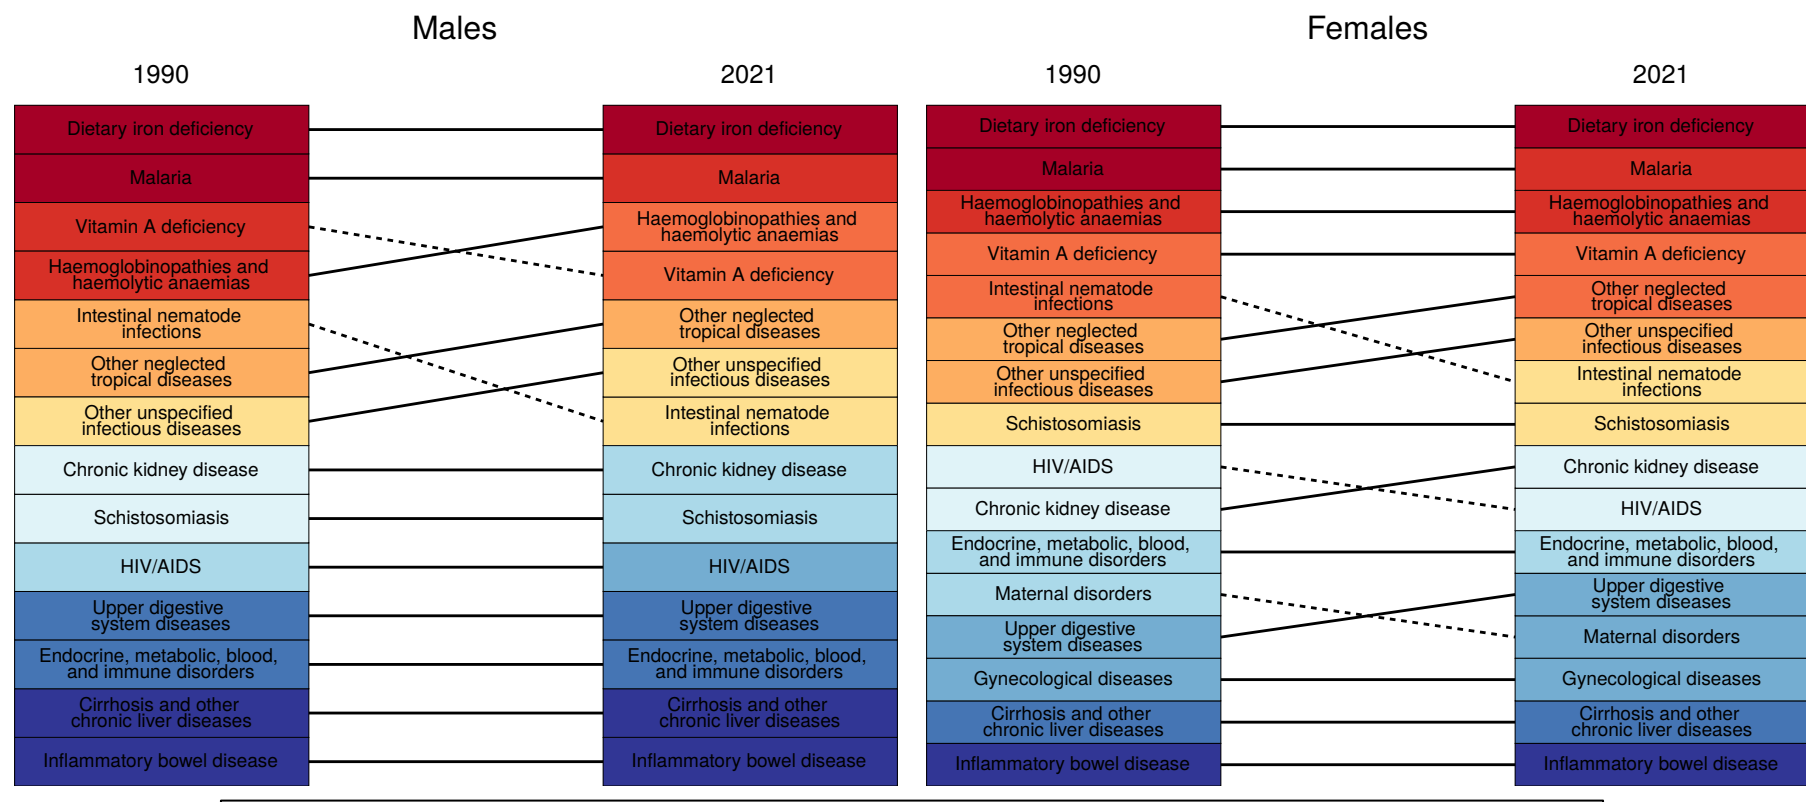 Males
1990
2021
Dietary iron deficiency
Malaria
Vitamin A deficiency
Haemoglobinopathies and
haemolytic anaemias
Intestinal nematode
infections
Other neglected
tropical diseases
Other unspecified
infectious diseases
Chronic kidney disease
Schistosomiasis
HIV/AIDS
Upper digestive
system diseases
Endocrine, metabolic, blood,
and immune disorders
Cirrhosis and other
chronic liver diseases
Inflammatory bowel disease
Dietary iron deficiency
Malaria
Haemoglobinopathies and
haemolytic anaemias
Vitamin A deficiency
Other neglected
tropical diseases
Other unspecified
infectious diseases
Intestinal nematode
infections
Chronic kidney disease
Schistosomiasis
HIV/AIDS
Upper digestive
system diseases
Endocrine, metabolic, blood,
and immune disorders
Cirrhosis and other
chronic liver diseases
Inflammatory bowel disease
Females
1990
2021
Dietary iron deficiency
Malaria
Haemoglobinopathies and
haemolytic anaemias
Vitamin A deficiency
Intestinal nematode
infections
Other neglected
tropical diseases
Other unspecified
infectious diseases
Schistosomiasis
HIV/AIDS
Chronic kidney disease
Endocrine, metabolic, blood,
and immune disorders
Maternal disorders
Upper digestive
system diseases
Gynecological diseases
Cirrhosis and other
chronic liver diseases
Inflammatory bowel disease
Dietary iron deficiency
Malaria
Haemoglobinopathies and
haemolytic anaemias
Vitamin A deficiency
Other neglected
tropical diseases
Other unspecified
infectious diseases
Intestinal nematode
infections
Schistosomiasis
Chronic kidney disease
HIV/AIDS
Endocrine, metabolic, blood,
and immune disorders
Upper digestive
system diseases
Maternal disorders
Gynecological diseases
Cirrhosis and other
chronic liver diseases
Inflammatory bowel disease